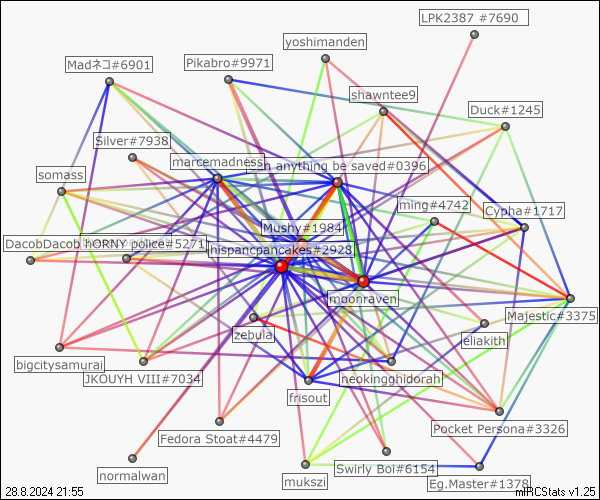 LPK2387 #7690
yoshimanden
Madネコ#6901
Pikabro#9971
shawntee9
Duck#1245
Silver#7938
marcemadness
h anything be saved#0396
somass
ming#4742
Cypha#1717
Mushy#1984
DacobDacob
HORNY police#5271
hispancpancakes#2928
moonraven
Majestic#3375
zebula
eliakith
bigcitysamurai
JKOUYH VIII#7034
neokingghidorah
frisout
Pocket Persona#3326
Fedora Stoat#4479
normalwan
mukszi
Swirly Boi#6154
Eg.Master#1378
28.8.2024 21:55
mIRCStats v1.25